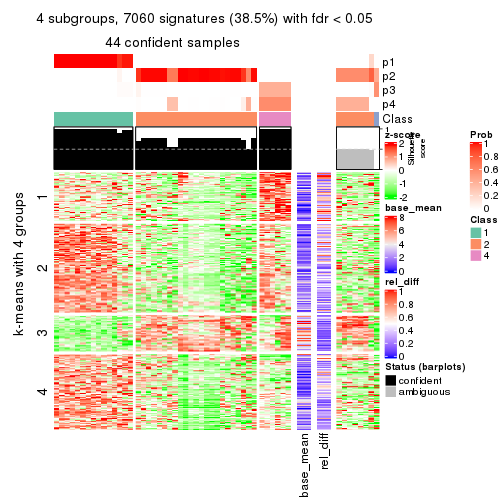 4 subgroups, 7060 signatures (38.5%) with fdr < 0.05
44 confident samples
p1
p2
p3
p4
Class
z-score
2
1
0
-1
-2
1
Silhouette
score
Prob
1
0.8
0.6
0.4
0.2
0
base_mean
8
6
4
2
0
Class
1
2
4
rel_diff
1
0.8
0.6
0.4
0.2
0
Status (barplots)
confident
ambiguous
k-means with 4 groups
1
2
3
4
base_mean
rel_diff